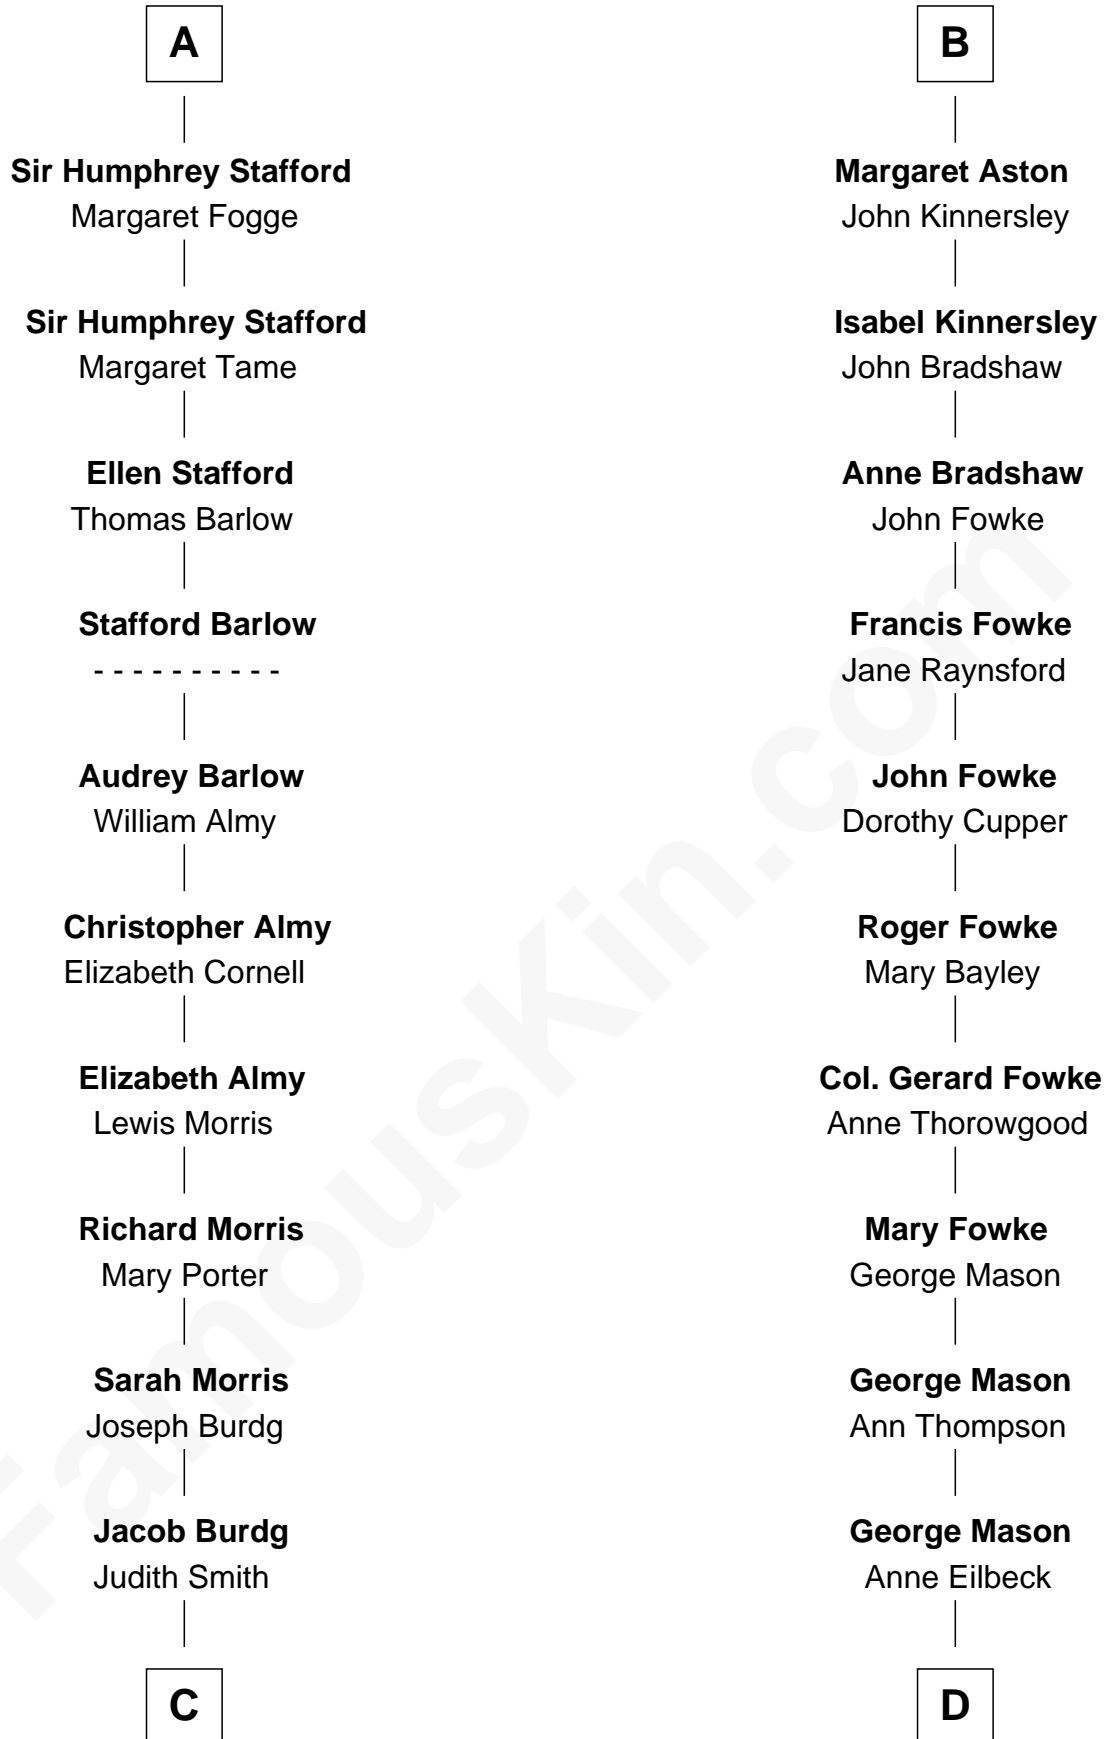 A
Sir Humphrey Stafford
Margaret Fogge
Sir Humphrey Stafford
Margaret Tame
Ellen Stafford
Thomas Barlow
Stafford Barlow
- - - - - - - - - -
Audrey Barlow
William Almy
Christopher Almy
Elizabeth Cornell
Elizabeth Almy
Lewis Morris
Richard Morris
Mary Porter
Sarah Morris
Joseph Burdg
Jacob Burdg
Judith Smith
C
B
Margaret Aston
John Kinnersley
Isabel Kinnersley
John Bradshaw
Anne Bradshaw
John Fowke
Francis Fowke
Jane Raynsford
John Fowke
Dorothy Cupper
Roger Fowke
Mary Bayley
Col. Gerard Fowke
Anne Thorowgood
Mary Fowke
George Mason
George Mason
Ann Thompson
George Mason
Anne Eilbeck
D
FamousKin.com